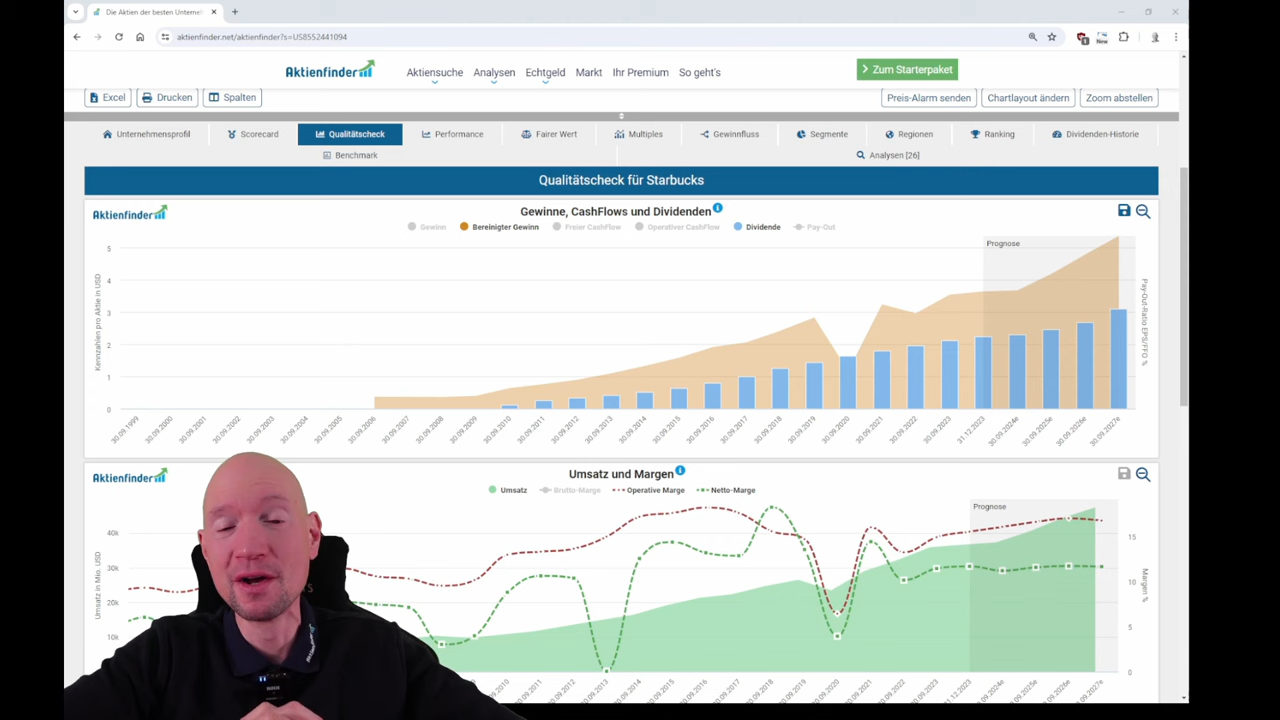 Die Aktien der besten Unterne
aktienfinder.net/aktienfinder?s=US8552441094
New
Aktienfinder
Aktiensuche Analysen Echtgeld Markt Ihr Premium So geht's
Zum Starterpaket
Excel Drucken Spalten
Preis-Alarm senden Chartlayout ändern Zoom abstellen
Unternehmensprofil Scorecard Qualitätscheck Performance Fairer Wert Multiples Gewinnfluss Segmente Regionen Ranking Dividenden-Historie
Benchmark Analysen [26]
Qualitätscheck für Starbucks
Aktienfinder
Gewinne, CashFlows und Dividenden
Gewinn Bereinigter Gewinn Freier CashFlow Operativer CashFlow Dividende Pay-Out
Prognose
Kennzahlen pro Aktie in USD
5
4
3
2
1
0
Pay-Out-Ratio EPS/FFO %
30.09.1999 30.09.2000 30.09.2001 30.09.2002 30.09.2003 30.09.2004 30.09.2005 30.09.2006 30.09.2007 30.09.2008 30.09.2009 30.09.2010 30.09.2011 30.09.2012 30.09.2013 30.09.2014 30.09.2015 30.09.2016 30.09.2017 30.09.2018 30.09.2019 30.09.2020 30.09.2021 30.09.2022 30.09.2023 31.12.2023 30.09.2024e 30.09.2025e 30.09.2026e 30.09.2027e
Aktienfinder
Umsatz und Margen
Umsatz Brutto-Marge Operative Marge Netto-Marge
Prognose
Umsatz in Mio. USD
40k
30k
20k
10k
15
10
5
0
Margen %